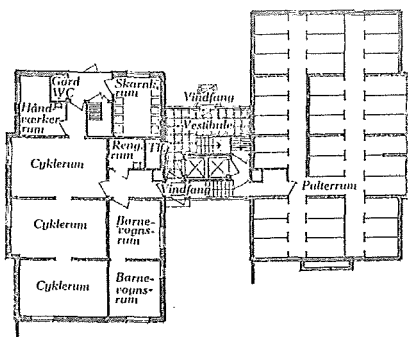 Gård
WC
Skarnk.
rum
Vindfang
Hånd
værker
rum
Vestibule
Reng.
rum
Cyklerum
Vindfang
Pulterrum
Cyklerum
Barne-
vogns-
rum
Cyklerum
Barne-
vogns-
rum